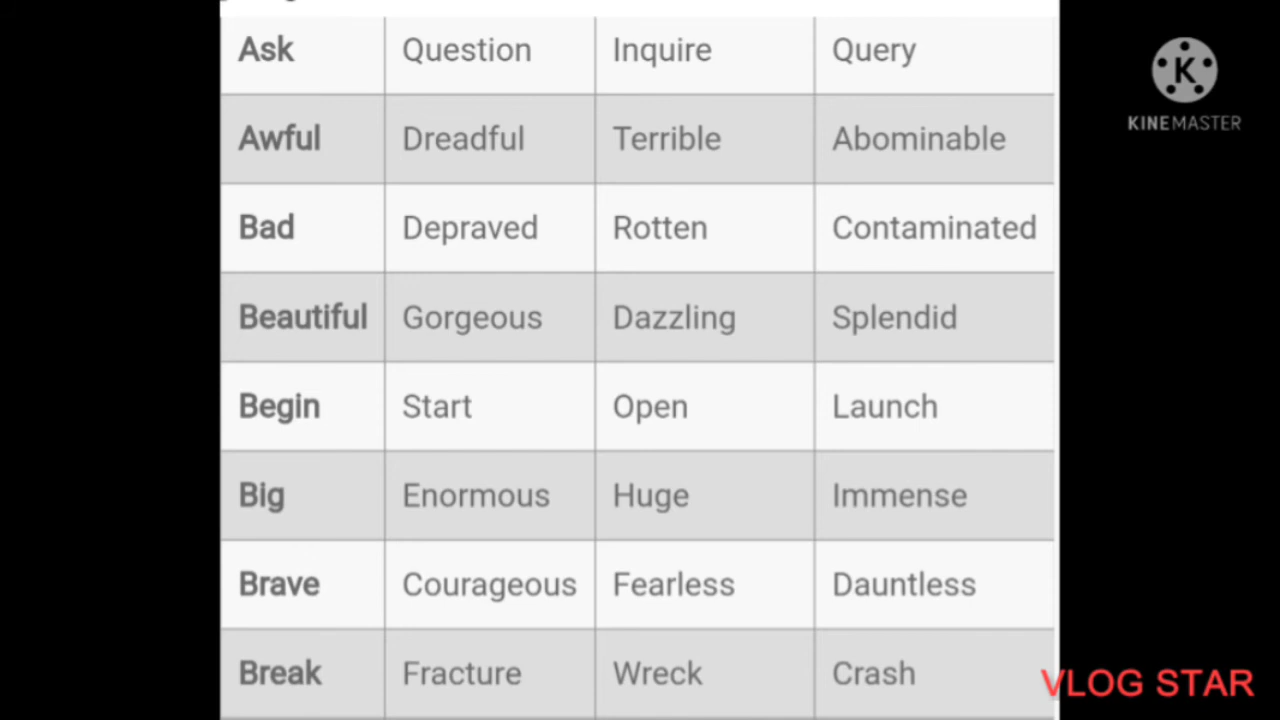 Ask Question Inquire Query
Awful Dreadful Terrible Abominable
Bad Depraved Rotten Contaminated
Beautiful Gorgeous Dazzling Splendid
Begin Start Open Launch
Big Enormous Huge Immense
Brave Courageous Fearless Dauntless
Break Fracture Wreck Crash
K
KINEMASTER
VLOG STAR